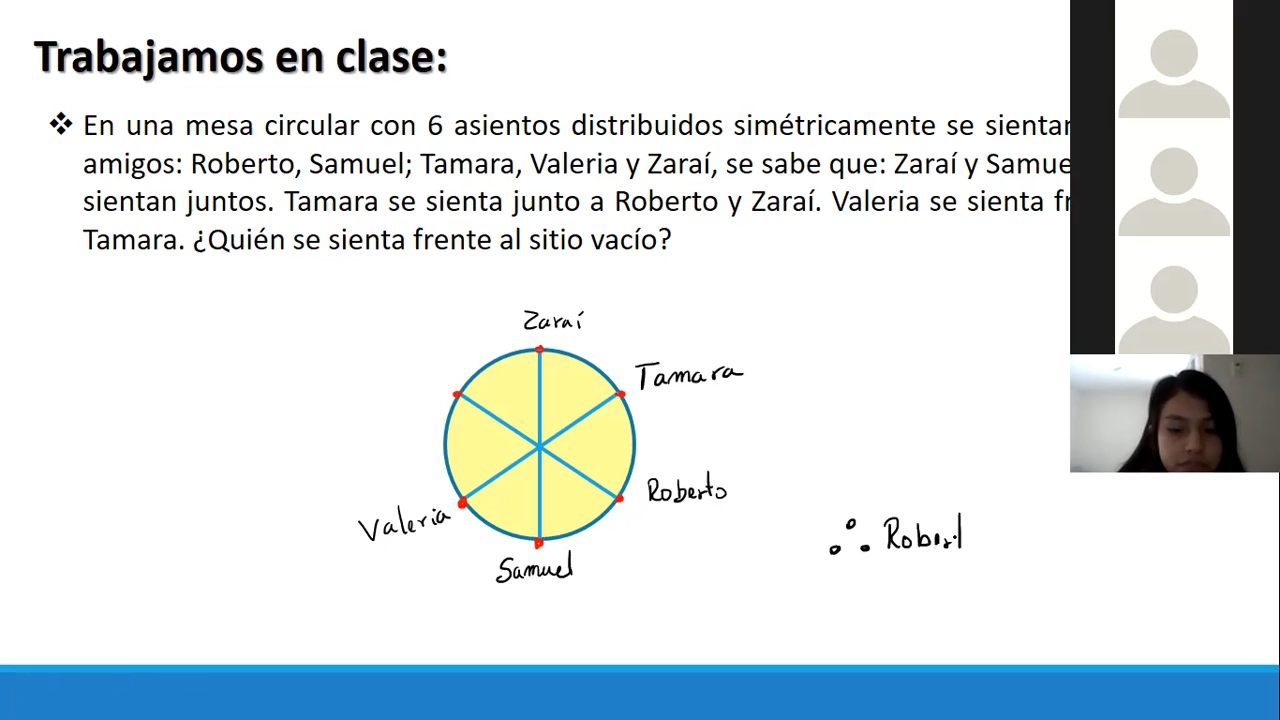 Trabajamos en clase:
❖ En una mesa circular con 6 asientos distribuidos simétricamente se sientan
amigos: Roberto, Samuel; Tamara, Valeria y Zaraí, se sabe que: Zaraí y Samue
sientan juntos. Tamara se sienta junto a Roberto y Zaraí. Valeria se sienta fr
Tamara. ¿Quién se sienta frente al sitio vacío?
Zaraí
Tamara
Roberto
Valeria
Samuel
∴ Robert